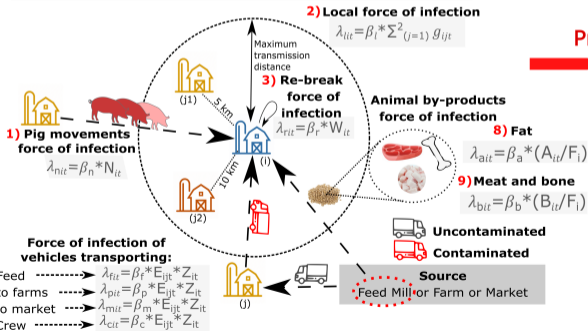 2) Local force of infection
λlit=βl*Σ²(j=1) gijt
P
Maximum
transmission
distance
3) Re-break
force of
infection
λrit=βr*Wit
(j1)
5 km
(i)
10 km
(j2)
1) Pig movements
force of infection
λnit=βn*Nit
Animal by-products
force of infection
8) Fat
λait=βa*(Ait/Fi)
9) Meat and bone
λbit=βb*(Bit/Fi)
Uncontaminated
Contaminated
Force of infection of
vehicles transporting:
Feed
λfit=βf*Eijt*Zit
to farms
λpit=βp*Eijt*Zit
o market
λmit=βm*Eijt*Zit
Crew
λcit=βc*Eijt*Zit
(j)
Source
Feed Mill or Farm or Market